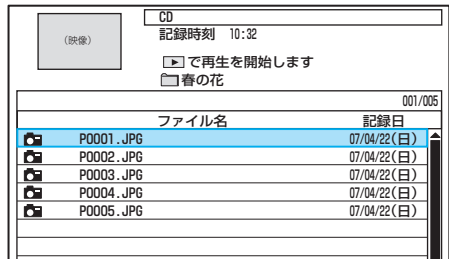 CD
(映像)
記録時刻 10:32
で再生を開始します
春の花
001/005
ファイル名 記録日
P0001.JPG 07/04/22(日)
P0002.JPG 07/04/22(日)
P0003.JPG 07/04/22(日)
P0004.JPG 07/04/22(日)
P0005.JPG 07/04/22(日)